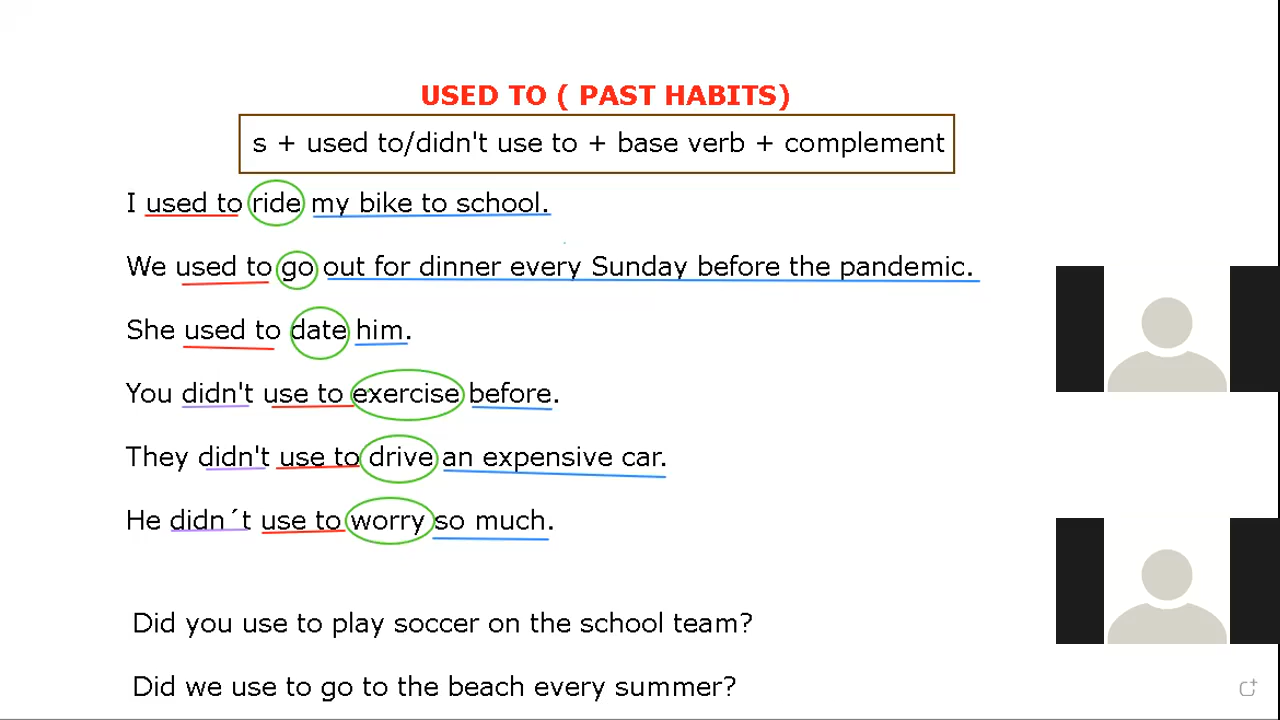 USED TO ( PAST HABITS)
s + used to/didn't use to + base verb + complement
I used to ride my bike to school.
We used to go out for dinner every Sunday before the pandemic.
She used to date him.
You didn't use to exercise before.
They didn't use to drive an expensive car.
He didn´t use to worry so much.
Did you use to play soccer on the school team?
Did we use to go to the beach every summer?